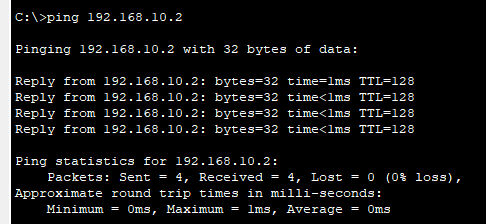 C:\>ping 192.168.10.2
Pinging 192.168.10.2 with 32 bytes of data:
Reply from 192.168.10.2: bytes=32 time=1ms TTL=128
Reply from 192.168.10.2: bytes=32 time<1ms TTL=128
Reply from 192.168.10.2: bytes=32 time<1ms TTL=128
Reply from 192.168.10.2: bytes=32 time<1ms TTL=128
Ping statistics for 192.168.10.2:
    Packets: Sent = 4, Received = 4, Lost = 0 (0% loss),
Approximate round trip times in milli-seconds:
    Minimum = 0ms, Maximum = 1ms, Average = 0ms